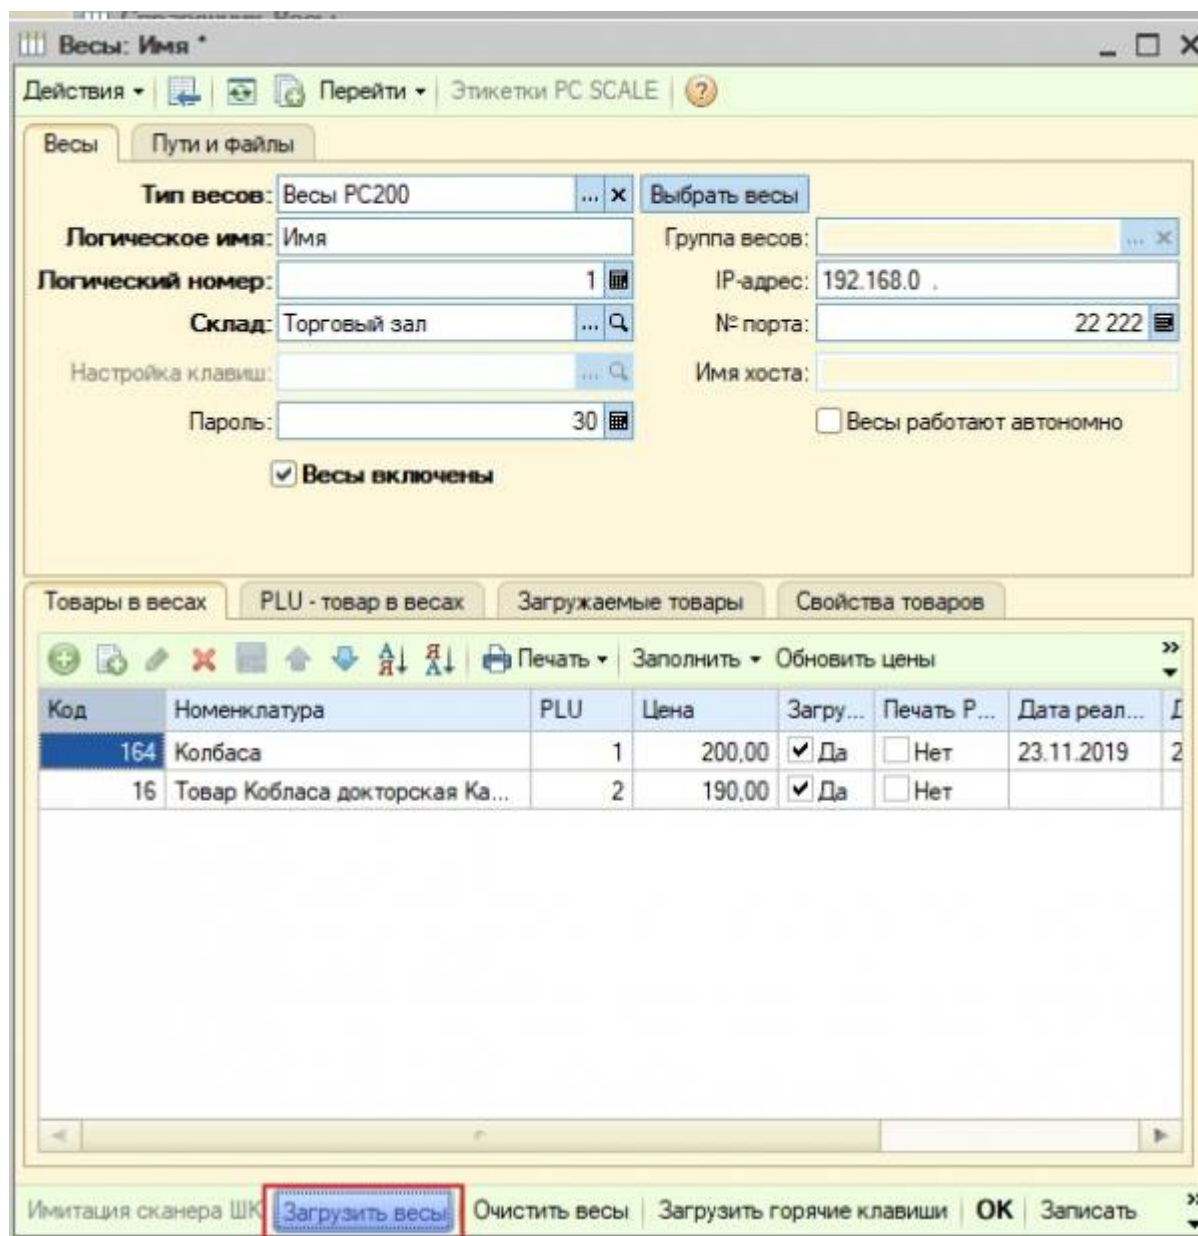 Весы: Имя *
Действия Перейти Этикетки PC SCALE ?
Весы Пути и файлы
Тип весов: Весы PC200 ... Выбрать весы
Логическое имя: Имя Группа весов: ...
Логический номер: 1 IP-адрес: 192.168.0 .
Склад: Торговый зал ... № порта: 22 222
Настройка клавиш: ... Имя хоста:
Пароль: 30 Весы работают автономно
Весы включены
Товары в весах PLU - товар в весах Загружаемые товары Свойства товаров
Печать Заполнить Обновить цены
Код Номенклатура PLU Цена Загру... Печать Р... Дата реал...
164 Колбаса 1 200,00 Да Нет 23.11.2019 2
16 Товар Кобласа докторская Ка... 2 190,00 Да Нет
Имитация сканера ШК Загрузить весы Очистить весы Загрузить горячие клавиши OK Записать